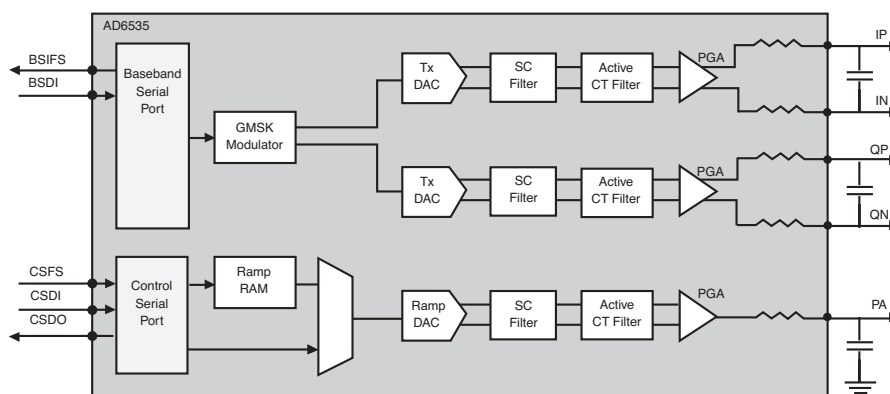 AD6535
BSIFS
BSDI
Baseband
Serial
Port
GMSK
Modulator
Tx
DAC
SC
Filter
Active
CT Filter
PGA
IP
IN
Tx
DAC
SC
Filter
Active
CT Filter
PGA
QP
QN
CSFS
CSDI
CSDO
Control
Serial
Port
Ramp
RAM
Ramp
DAC
SC
Filter
Active
CT Filter
PGA
PA